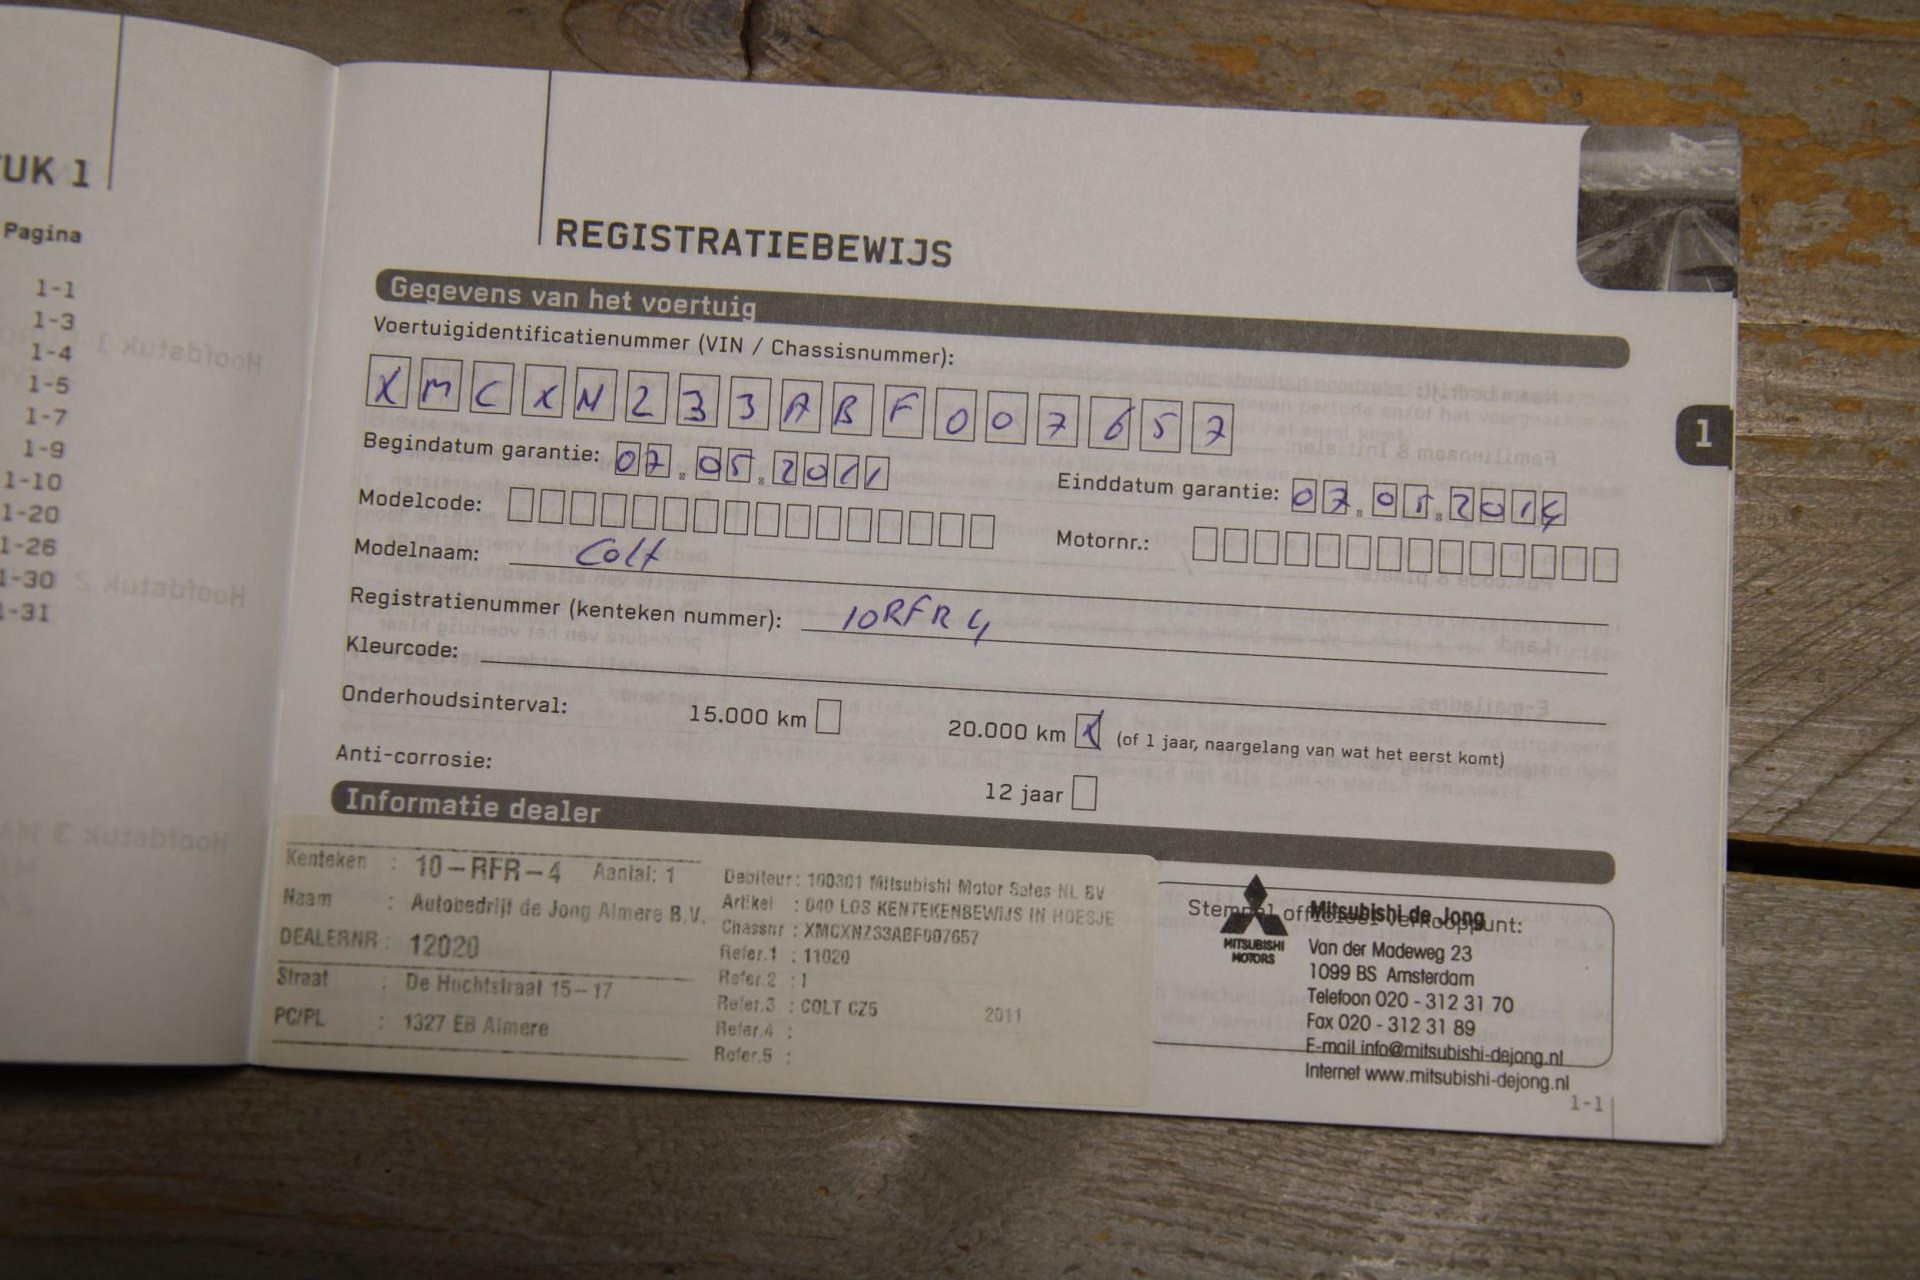 UK 1
Pagina
1-1
1-3
1-4
1-5
1-7
1-9
1-10
1-20
1-26
1-30
1-31
REGISTRATIEBEWIJS
Gegevens van het voertuig
Voertuigidentificatienummer (VIN / Chassisnummer):
XMCXN233ABF007657
Begindatum garantie: 07.05.2011
Einddatum garantie: 07.05.2014
Modelcode:
Motornr.:
Modelnaam: Colt
Registratienummer (kenteken nummer): 10RFR4
Kleurcode:
Onderhoudsinterval: 15.000 km 20.000 km X (of 1 jaar, naargelang van wat het eerst komt)
Anti-corrosie: 12 jaar
1
Informatie dealer
Kenteken : 10-RFR-4 Aantal: 1
Naam : Autobedrijf de Jong Almere B.V.
DEALERNR : 12020
Straat : De Huchtstraat 15-17
PC/PL : 1327 EB Almere
Debiteur : 100301 Mitsubishi Motor Sales NL BV
Artikel : 040 LOS KENTEKENBEWIJS IN HOESJE
Chassnr : XMCXNZ33ABF007657
Refer.1 : 11020
Refer.2 : 1
Refer.3 : COLT CZ5 2011
Refer.4 :
Refer.5 :
Stempel officieel verkooppunt:
MITSUBISHI
MOTORS
Mitsubishi de Jong
Van der Madeweg 23
1099 BS Amsterdam
Telefoon 020 - 312 31 70
Fax 020 - 312 31 89
E-mail info@mitsubishi-dejong.nl
Internet www.mitsubishi-dejong.nl
1-1